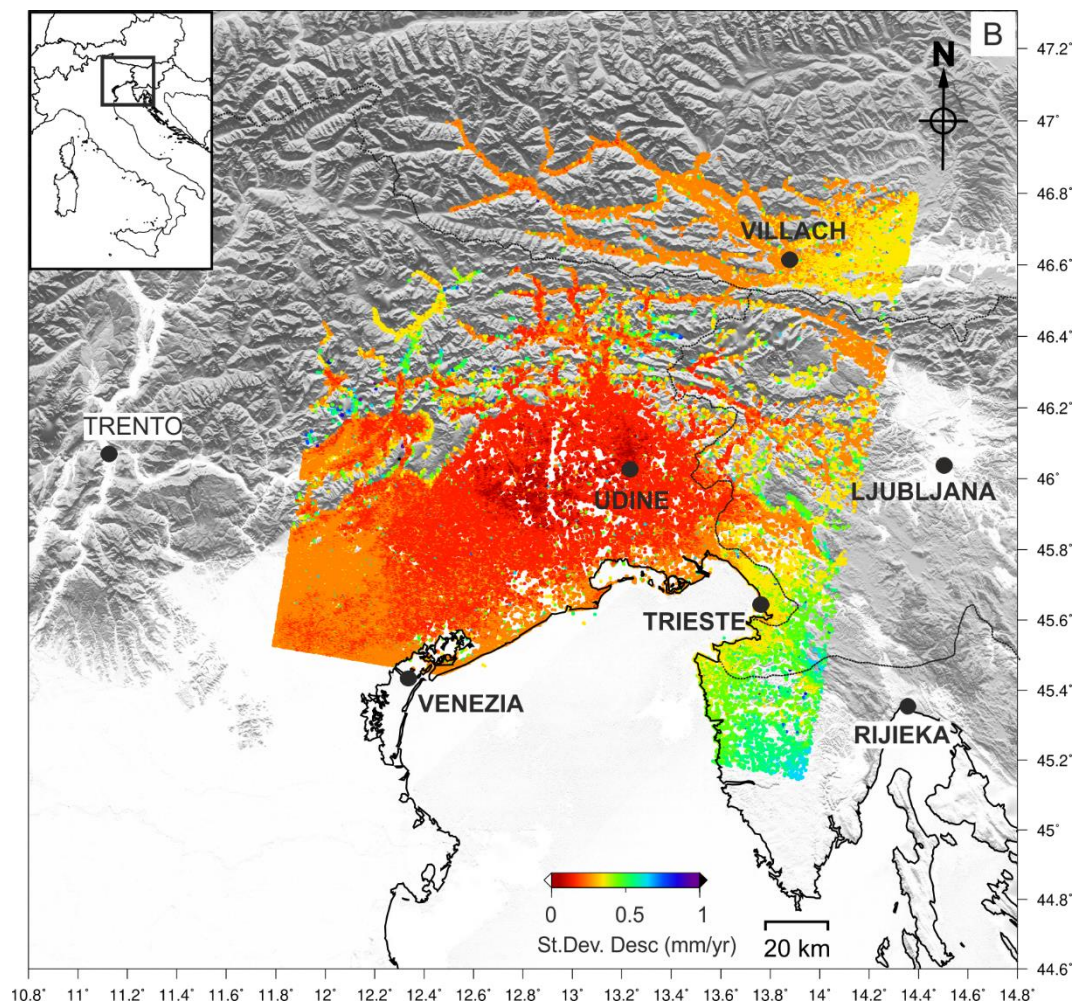 B
N
47.2°
47°
46.8°
46.6°
46.4°
46.2°
46°
45.8°
45.6°
45.4°
45.2°
45°
44.8°
44.6°
VILLACH
TRENTO
UDINE
LJUBLJANA
TRIESTE
VENEZIA
RIJIEKA
0 0.5 1
St.Dev. Desc (mm/yr)
20 km
10.8° 11° 11.2° 11.4° 11.6° 11.8° 12° 12.2° 12.4° 12.6° 12.8° 13° 13.2° 13.4° 13.6° 13.8° 14° 14.2° 14.4° 14.6° 14.8°